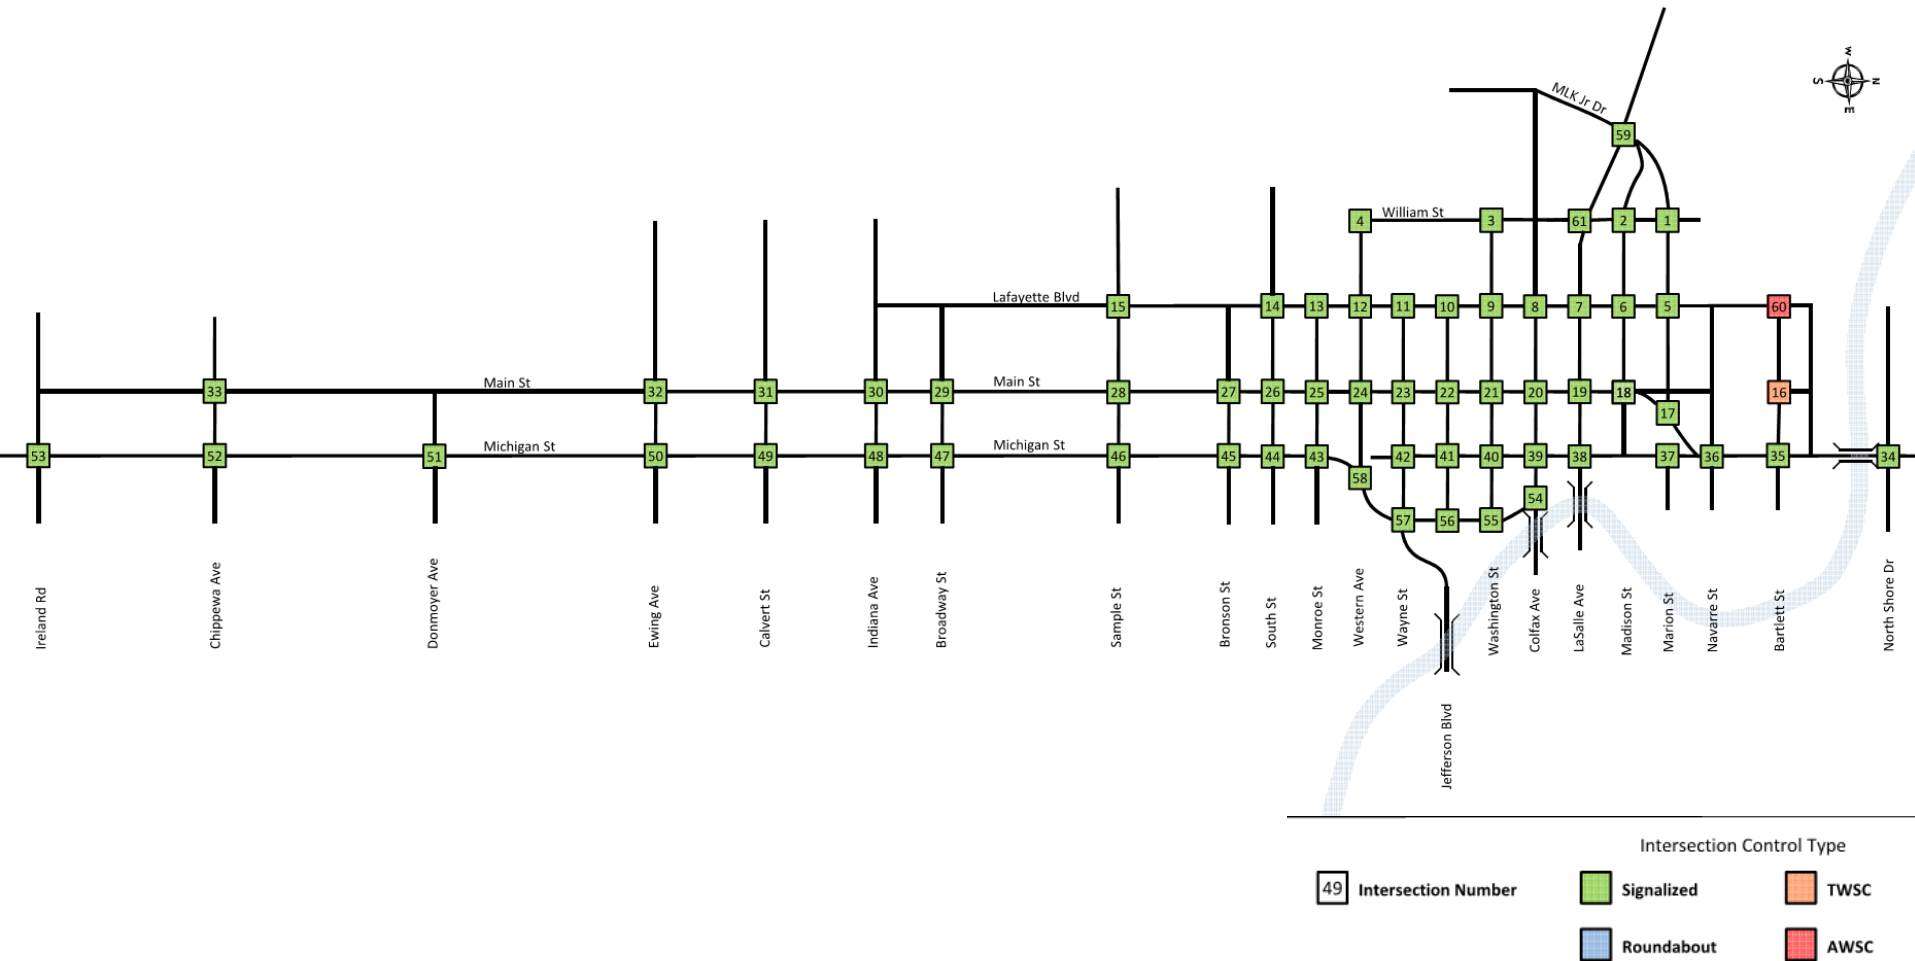 W
S N
E
MLK Jr Dr
59
4 William St 3 61 2 1
Lafayette Blvd 15 14 13 12 11 10 9 8 7 6 5 60
33 Main St 32 31 30 29 Main St 28 27 26 25 24 23 22 21 20 19 18 16
17
53 52 51 Michigan St 50 49 48 47 Michigan St 46 45 44 43 42 41 40 39 38 37 36 35 34
58
54
57 56 55
Ireland Rd
Chippewa Ave
Donmoyer Ave
Ewing Ave
Calvert St
Indiana Ave
Broadway St
Sample St
Bronson St
South St
Monroe St
Western Ave
Wayne St
Jefferson Blvd
Washington St
Colfax Ave
LaSalle Ave
Madison St
Marion St
Navarre St
Bartlett St
North Shore Dr
Intersection Control Type
49 Intersection Number Signalized TWSC
Roundabout AWSC